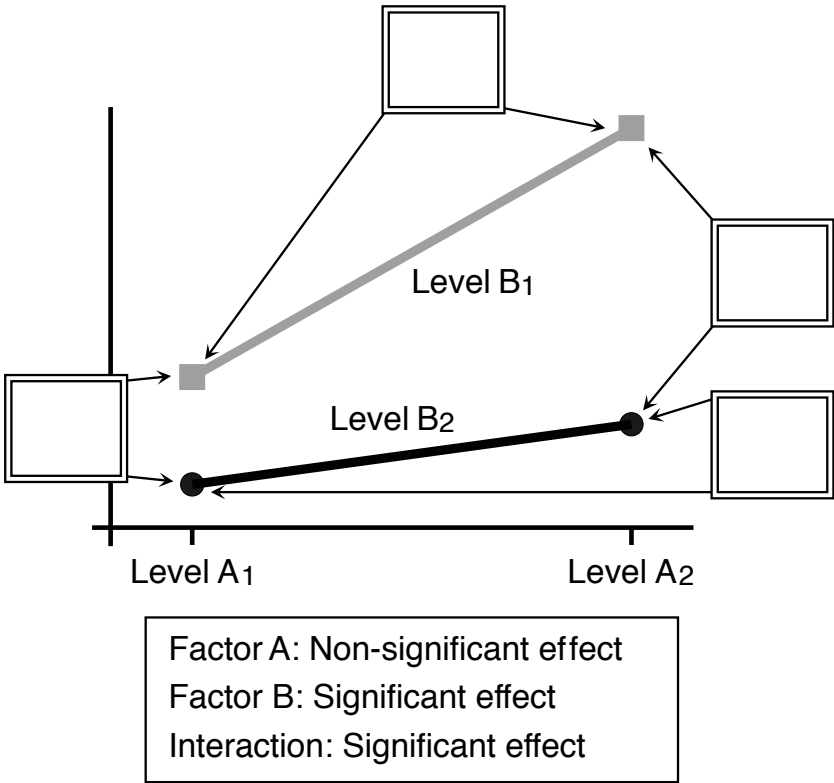 Level B1
Level B2
Level A1
Level A2
Factor A: Non-significant effect
Factor B: Significant effect
Interaction: Significant effect